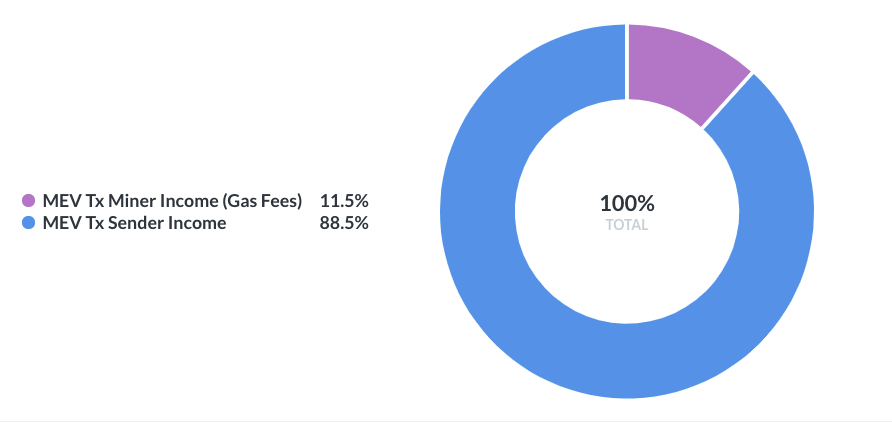 MEV Tx Miner Income (Gas Fees) 11.5%
MEV Tx Sender Income 88.5%
100%
TOTAL